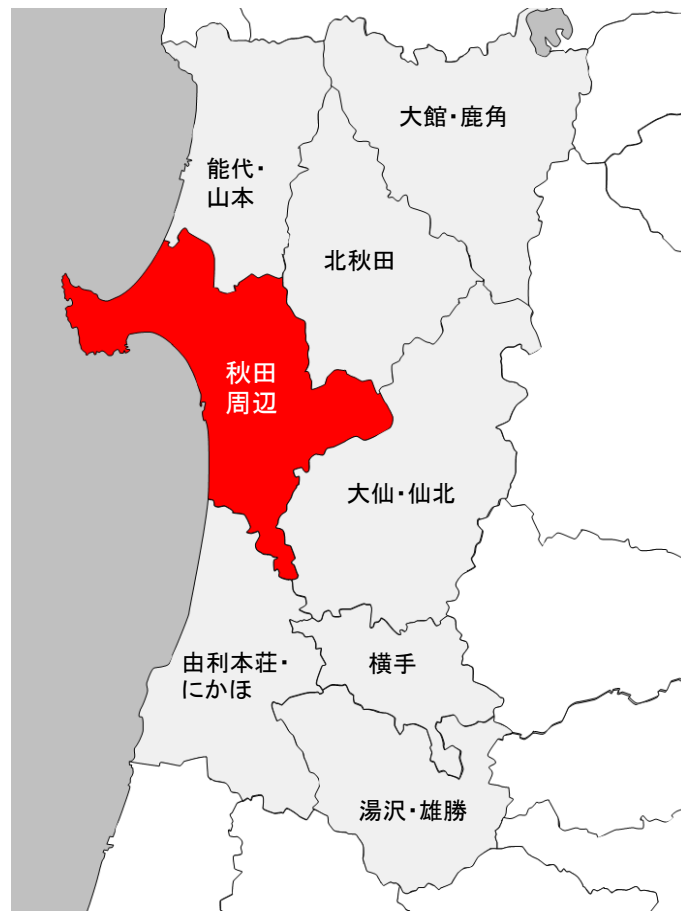 大館・鹿角
能代・
山本
北秋田
秋田
周辺
大仙・仙北
由利本荘・
にかほ
横手
湯沢・雄勝